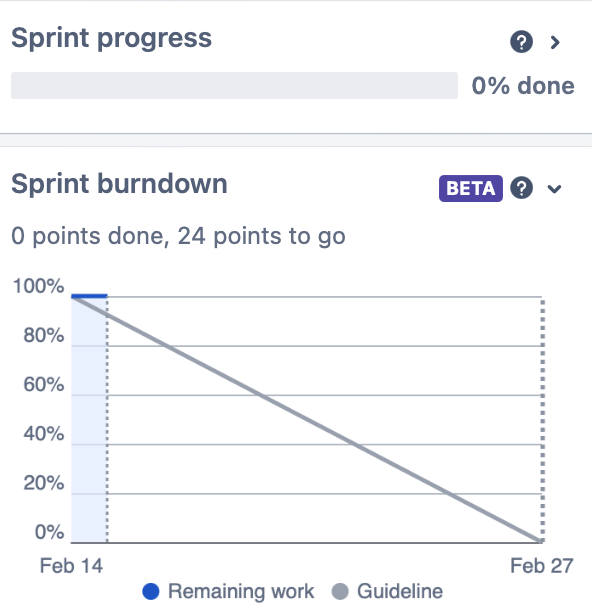 Sprint progress ? >
0% done
Sprint burndown BETA ?
0 points done, 24 points to go
100%
80%
60%
40%
20%
0%
Feb 14 Feb 27
Remaining work Guideline